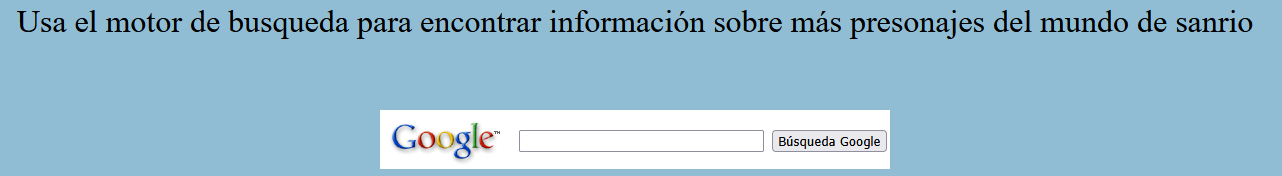 Usa el motor de busqueda para encontrar información sobre más presonajes del mundo de sanrio
Google™ Búsqueda Google